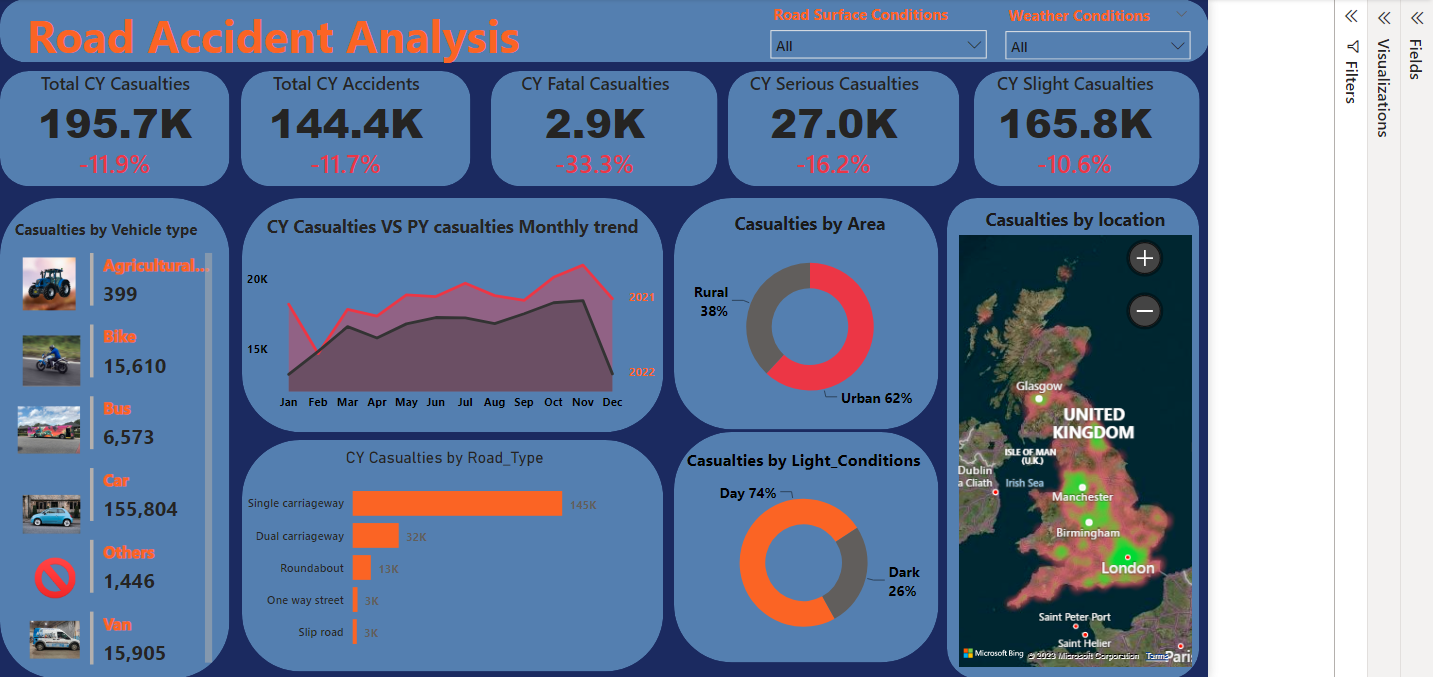 Road Accident Analysis
Road Surface Conditions
All
Weather Conditions
All
Filters
Visualizations
Fields
Total CY Casualties
195.7K
-11.9%
Total CY Accidents
144.4K
-11.7%
CY Fatal Casualties
2.9K
-33.3%
CY Serious Casualties
27.0K
-16.2%
CY Slight Casualties
165.8K
-10.6%
Casualties by Vehicle type
Agricultural...
399
Bike
15,610
Bus
6,573
Car
155,804
Others
1,446
Van
15,905
CY Casualties VS PY casualties Monthly trend
20K
15K
2021
2022
Jan Feb Mar Apr May Jun Jul Aug Sep Oct Nov Dec
CY Casualties by Road_Type
Single carriageway 145K
Dual carriageway 32K
Roundabout 13K
One way street 3K
Slip road 3K
Casualties by Area
Rural
38%
Urban 62%
Casualties by Light_Conditions
Day 74%
Dark
26%
Casualties by location
Glasgow
UNITED
KINGDOM
ISLE OF MAN
(U.K.)
Dublin
a Cliath
Irish Sea
Manchester
Birmingham
London
Saint Peter Port
Saint Helier
Paris
Microsoft Bing
© 2023 Microsoft Corporation Terms